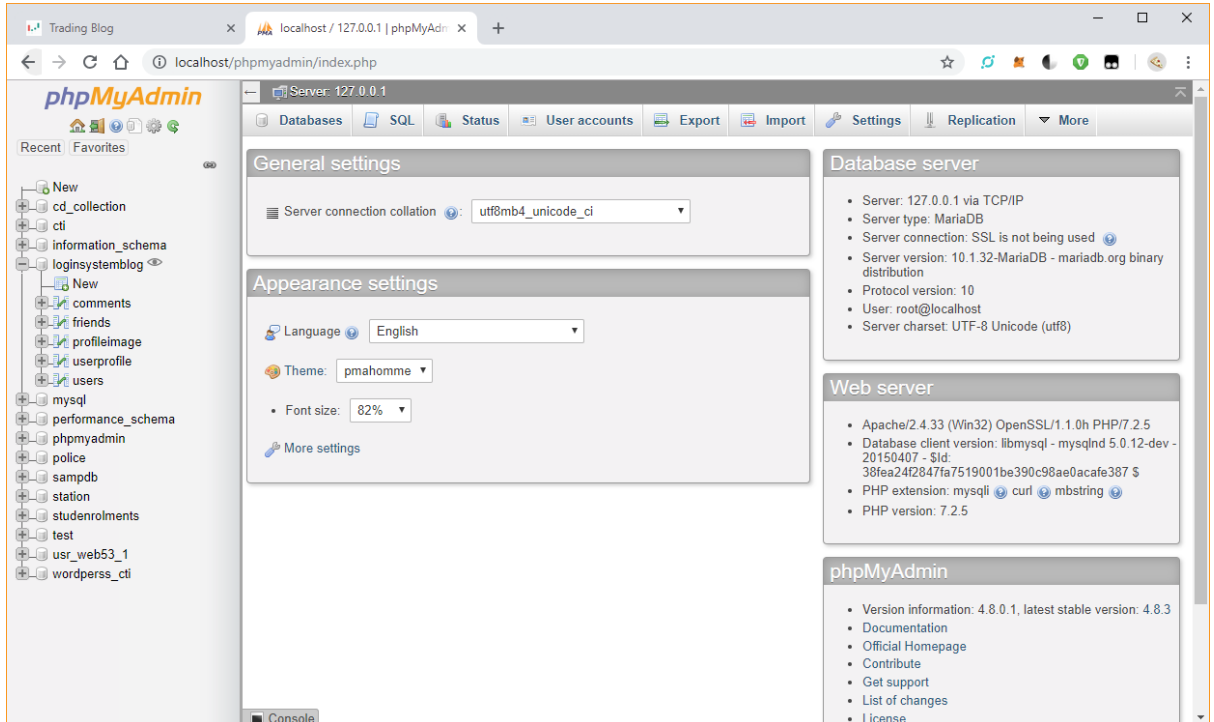 Trading Blog
localhost / 127.0.0.1 | phpMyAdm
localhost/phpmyadmin/index.php
phpMyAdmin
Recent Favorites
New
cd_collection
cti
information_schema
loginsystemblog
New
comments
friends
profileimage
userprofile
users
mysql
performance_schema
phpmyadmin
police
sampdb
station
studenrolments
test
usr_web53_1
wordperss_cti
Server: 127.0.0.1
Databases SQL Status User accounts Export Import Settings Replication More
General settings
Server connection collation : utf8mb4_unicode_ci
Appearance settings
Language English
Theme: pmahomme
• Font size: 82%
More settings
Console
Database server
• Server: 127.0.0.1 via TCP/IP
• Server type: MariaDB
• Server connection: SSL is not being used
• Server version: 10.1.32-MariaDB - mariadb.org binary
distribution
• Protocol version: 10
• User: root@localhost
• Server charset: UTF-8 Unicode (utf8)
Web server
• Apache/2.4.33 (Win32) OpenSSL/1.1.0h PHP/7.2.5
• Database client version: libmysql - mysqlnd 5.0.12-dev -
20150407 - $Id:
38fea24f2847fa7519001be390c98ae0acafe387 $
• PHP extension: mysqli curl mbstring
• PHP version: 7.2.5
phpMyAdmin
• Version information: 4.8.0.1, latest stable version: 4.8.3
• Documentation
• Official Homepage
• Contribute
• Get support
• List of changes
• License